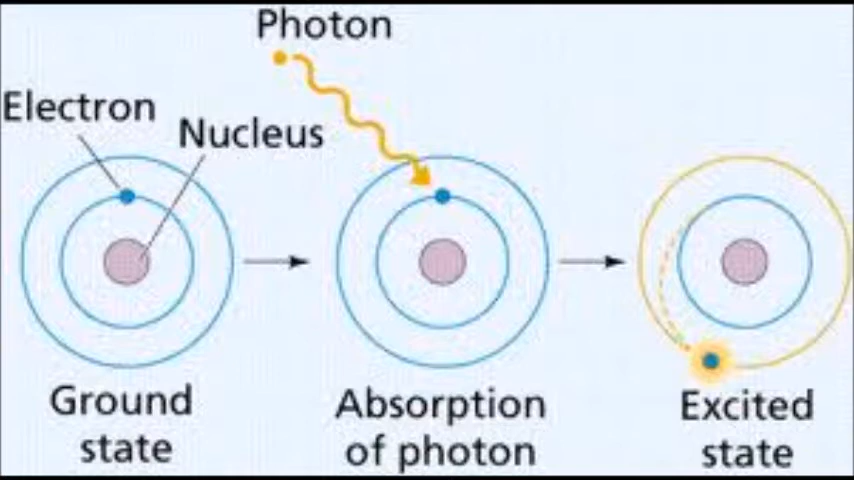 Photon
Electron
Nucleus
Ground
state
Absorption
of photon
Excited
state